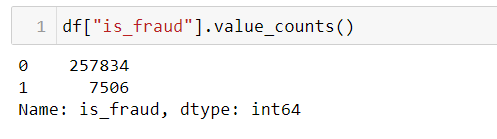 1 df["is_fraud"].value_counts()
0    257834
1      7506
Name: is_fraud, dtype: int64